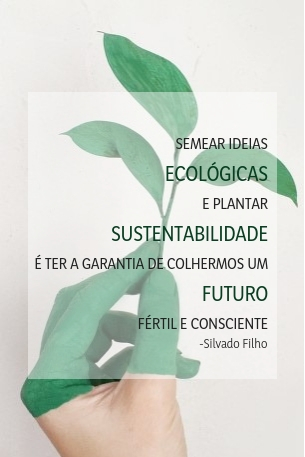 SEMEAR IDEIAS
ECOLÓGICAS
E PLANTAR
SUSTENTABILIDADE
É TER A GARANTIA DE COLHERMOS UM
FUTURO
FÉRTIL E CONSCIENTE
-Silvado Filho